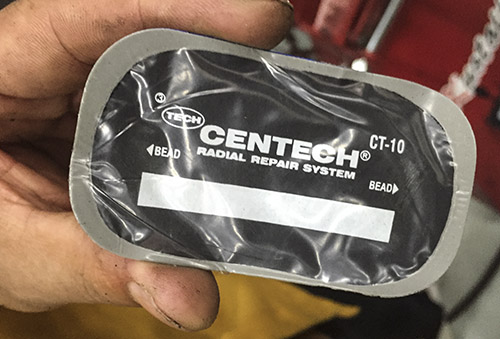 TECH
CENTECH®
CT-10
RADIAL REPAIR SYSTEM
◀BEAD
BEAD▶